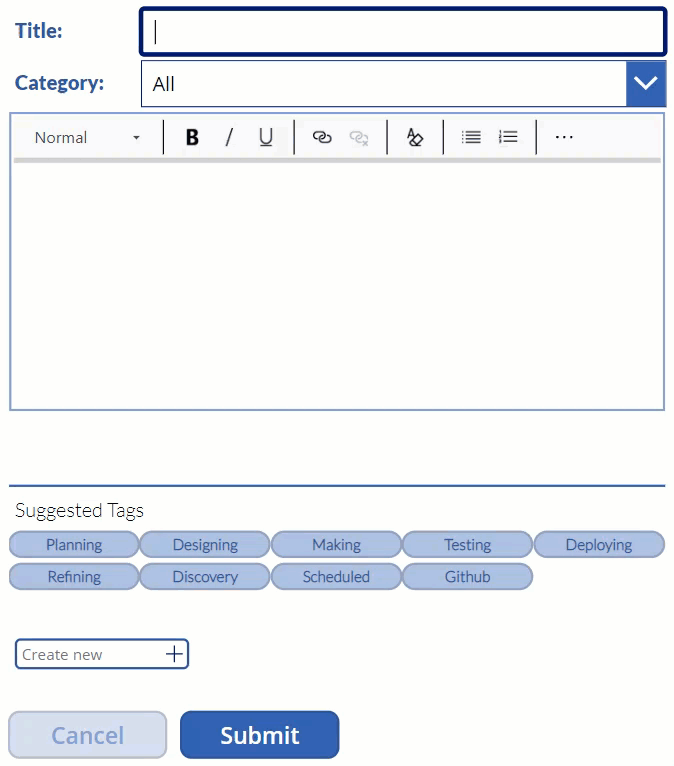 Title:
Category: All
Normal B / U ...
Suggested Tags
Planning Designing Making Testing Deploying
Refining Discovery Scheduled Github
Create new +
Cancel Submit